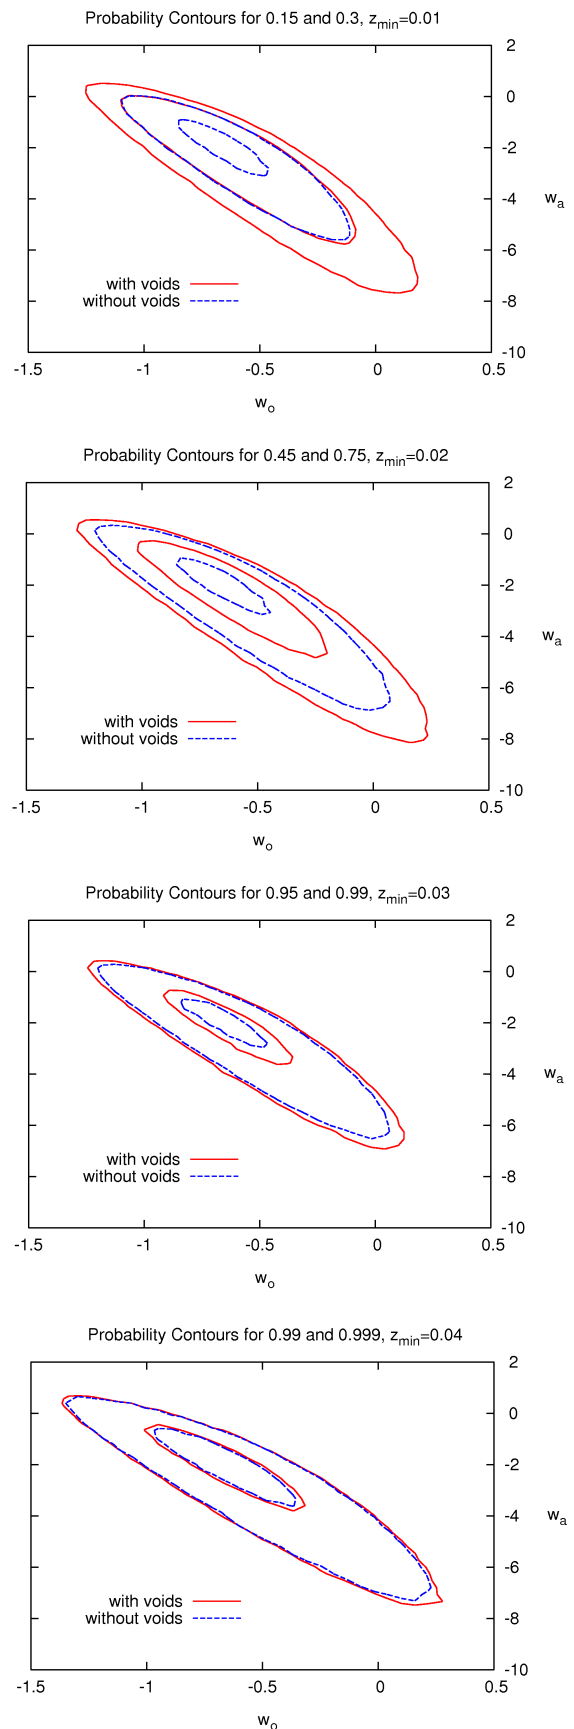 Probability Contours for 0.15 and 0.3, z_min=0.01
2
0
-2
-4
w_a
-6
with voids
without voids
-8
-10
-1.5 -1 -0.5 0 0.5
w_o
Probability Contours for 0.45 and 0.75, z_min=0.02
2
0
-2
-4
w_a
-6
with voids
without voids
-8
-10
-1.5 -1 -0.5 0 0.5
w_o
Probability Contours for 0.95 and 0.99, z_min=0.03
2
0
-2
-4
w_a
-6
with voids
without voids
-8
-10
-1.5 -1 -0.5 0 0.5
w_o
Probability Contours for 0.99 and 0.999, z_min=0.04
2
0
-2
-4
w_a
-6
with voids
without voids
-8
-10
-1.5 -1 -0.5 0 0.5
w_o